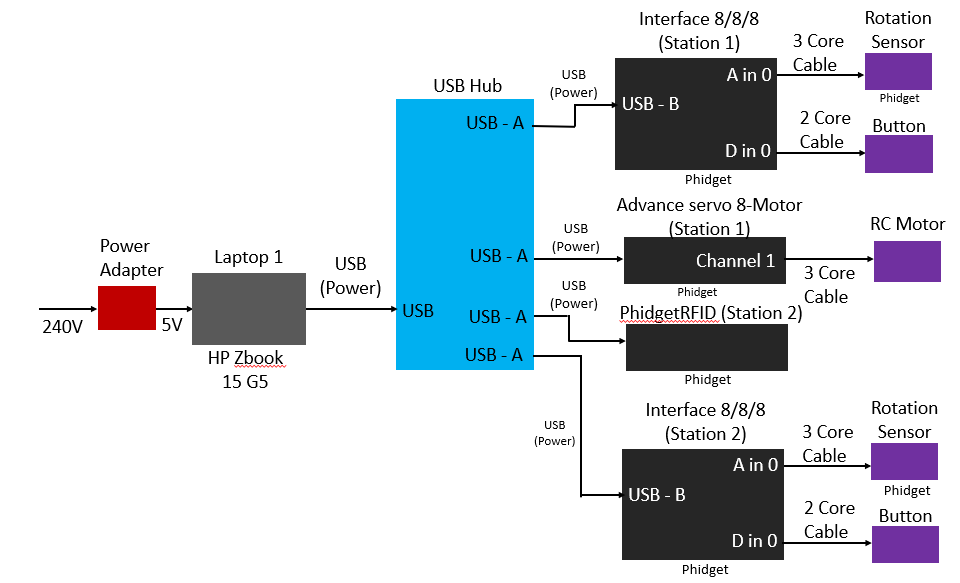 240V
Power
Adapter
5V
Laptop 1
HP Zbook
15 G5
USB
(Power)
USB Hub
USB
USB - A
USB - A
USB - A
USB - A
USB
(Power)
Interface 8/8/8
(Station 1)
USB - B
A in 0
D in 0
Phidget
3 Core
Cable
Rotation
Sensor
Phidget
2 Core
Cable
Button
USB
(Power)
Advance servo 8-Motor
(Station 1)
Channel 1
Phidget
3 Core
Cable
RC Motor
USB
(Power)
PhidgetRFID (Station 2)
Phidget
USB
(Power)
Interface 8/8/8
(Station 2)
USB - B
A in 0
D in 0
Phidget
3 Core
Cable
Rotation
Sensor
Phidget
2 Core
Cable
Button